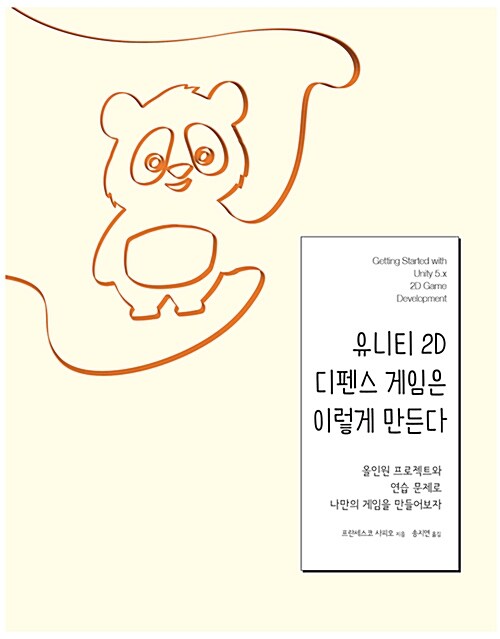 Getting Started with
Unity 5.x
2D Game
Development
유니티 2D
디펜스 게임은
이렇게 만든다
올인원 프로젝트와
연습 문제로
나만의 게임을 만들어보자
프란세스코 사피오 지음 송지연 옮김